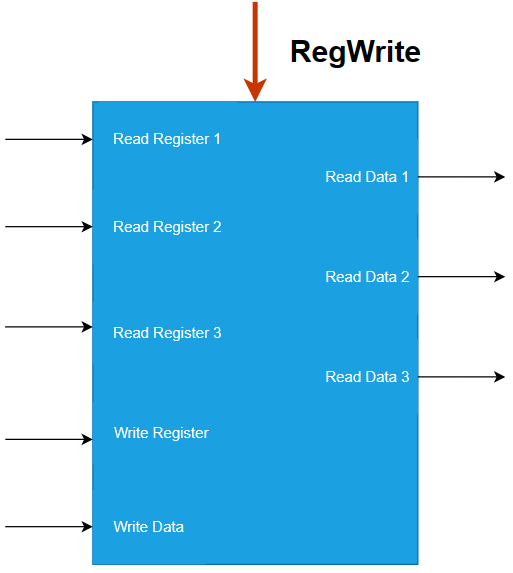 RegWrite
Read Register 1
Read Data 1
Read Register 2
Read Data 2
Read Register 3
Read Data 3
Write Register
Write Data